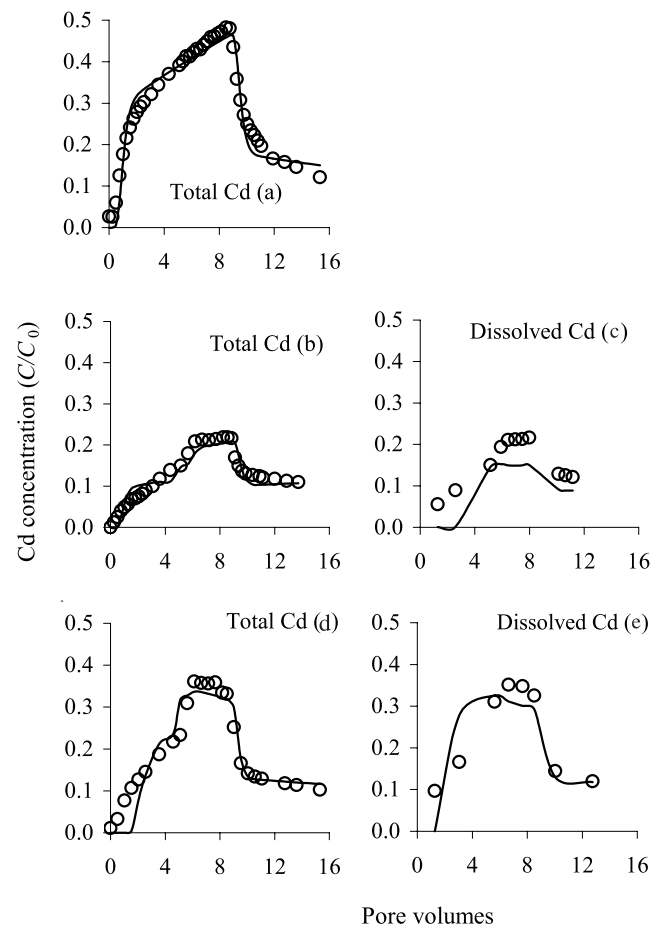 0.5
0.4
0.3
0.2
0.1
0.0
Total Cd (a)
0 4 8 12 16
Cd concentration (C/C0)
0.5
0.4
0.3
0.2
0.1
0.0
Total Cd (b)
0 4 8 12 16
0.5
0.4
0.3
0.2
0.1
0.0
Dissolved Cd (c)
0 4 8 12 16
0.5
0.4
0.3
0.2
0.1
0.0
Total Cd (d)
0 4 8 12 16
0.5
0.4
0.3
0.2
0.1
0.0
Dissolved Cd (e)
0 4 8 12 16
Pore volumes